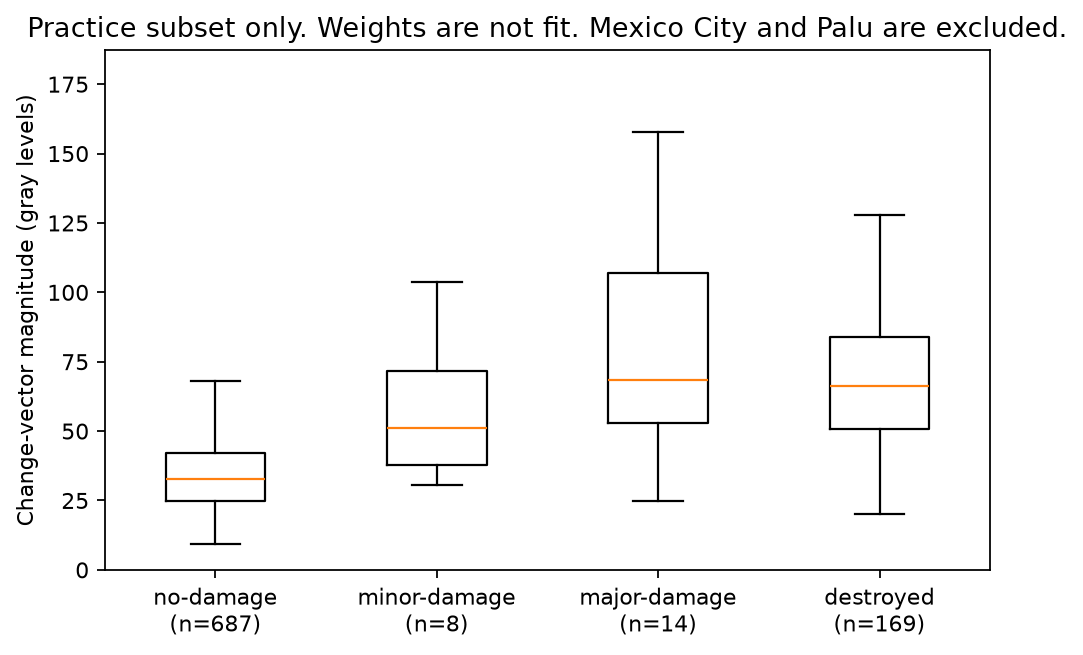 Practice subset only. Weights are not fit. Mexico City and Palu are excluded.
Change-vector magnitude (gray levels)
175
150
125
100
75
50
25
0
no-damage
(n=687)
minor-damage
(n=8)
major-damage
(n=14)
destroyed
(n=169)